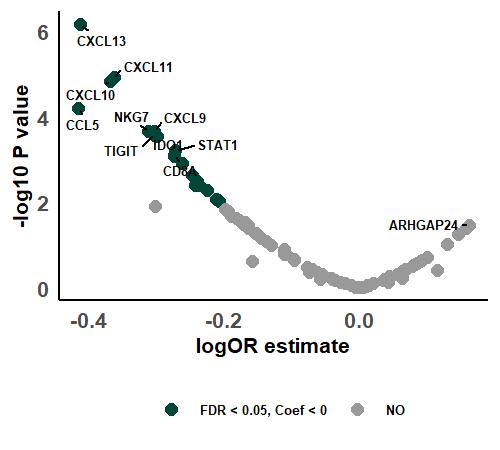 6
CXCL13
CXCL11
CXCL10
4
CCL5
NKG7
CXCL9
TIGIT
IDO1
STAT1
CD8A
2
ARHGAP24
0
-log10 P value
-0.4
-0.2
0.0
logOR estimate
FDR < 0.05, Coef < 0
NO